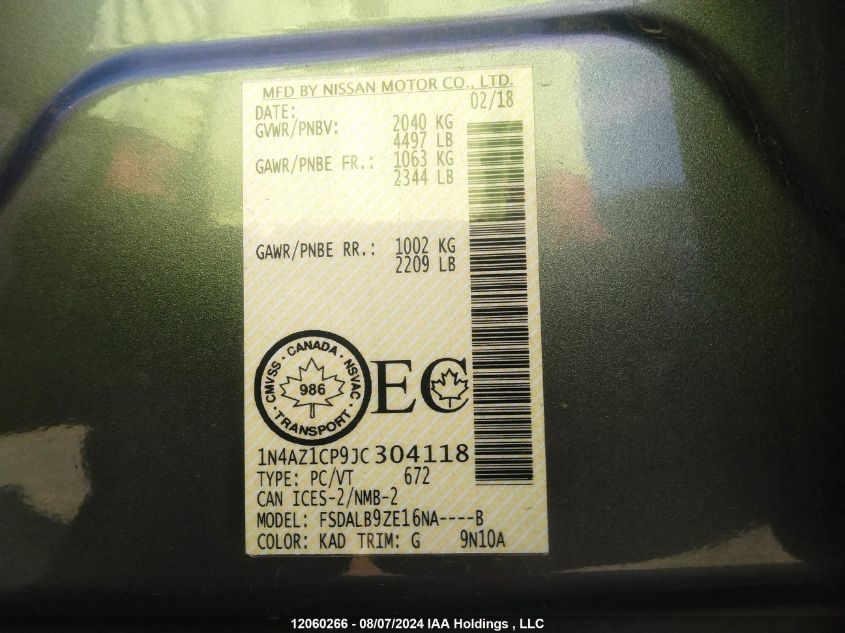 MFD BY NISSAN MOTOR CO., LTD.
DATE: 02/18
GVWR/PNBV: 2040 KG
4497 LB
GAWR/PNBE FR.: 1063 KG
2344 LB
GAWR/PNBE RR.: 1002 KG
2209 LB
CMVSS · CANADA · NSVAC · TRANSPORT ·
986
EC
1N4AZ1CP9JC304118
TYPE: PC/VT 672
CAN ICES-2/NMB-2
MODEL: FSDALB9ZE16NA----B
COLOR: KAD TRIM: G 9N10A
12060266 - 08/07/2024 IAA Holdings , LLC